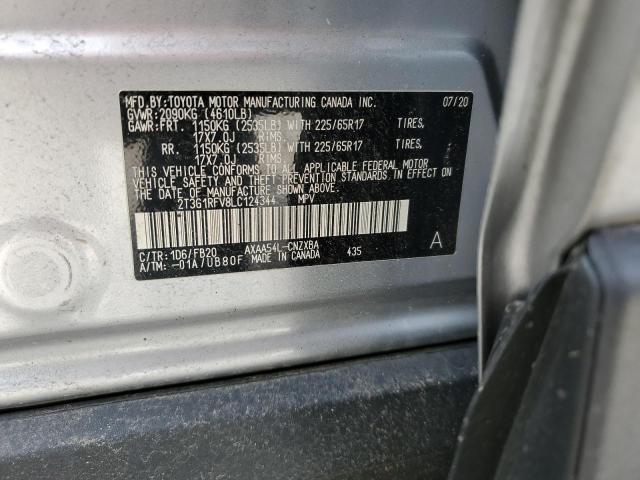 MFD.BY:TOYOTA MOTOR MANUFACTURING CANADA INC. 07/20
GVWR:2090KG (4610LB)
GAWR:FRT. 1150KG (2535LB) WITH 225/65R17 TIRES,
17X7.0J RIMS,
RR. 1150KG (2535LB) WITH 225/65R17 TIRES,
17X7.0J RIMS,
THIS VEHICLE CONFORMS TO ALL APPLICABLE FEDERAL MOTOR
VEHICLE SAFETY AND THEFT PREVENTION STANDARDS IN
EFFECT ON THE DATE OF MANUFACTURE SHOWN ABOVE.
2T3G1RFV8LC124344 MPV
A
C/TR:1D6/FB20 AXAA54L-CNZXBA 435
A/TM:-01A/UB80F MADE IN CANADA